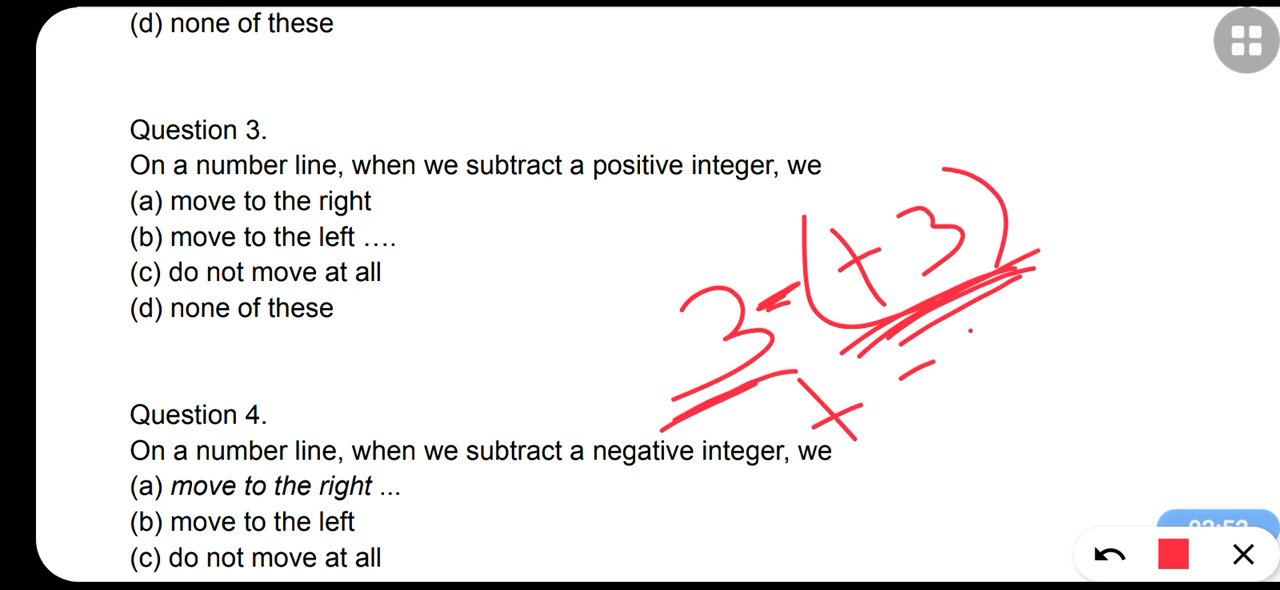 (d) none of these
Question 3.
On a number line, when we subtract a positive integer, we
(a) move to the right
(b) move to the left ....
(c) do not move at all
(d) none of these
3-(+3)
+ -
Question 4.
On a number line, when we subtract a negative integer, we
(a) move to the right ...
(b) move to the left
(c) do not move at all